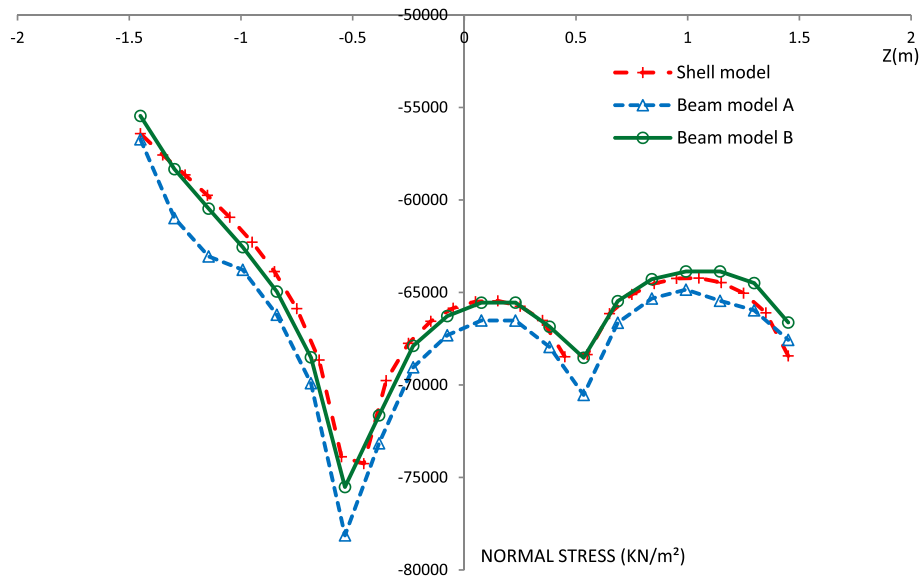 -50000
-2 -1.5 -1 -0.5 0 0.5 1 1.5 2
Z(m)
Shell model
Beam model A
Beam model B
-55000
-60000
-65000
-70000
-75000
-80000
NORMAL STRESS (KN/m²)